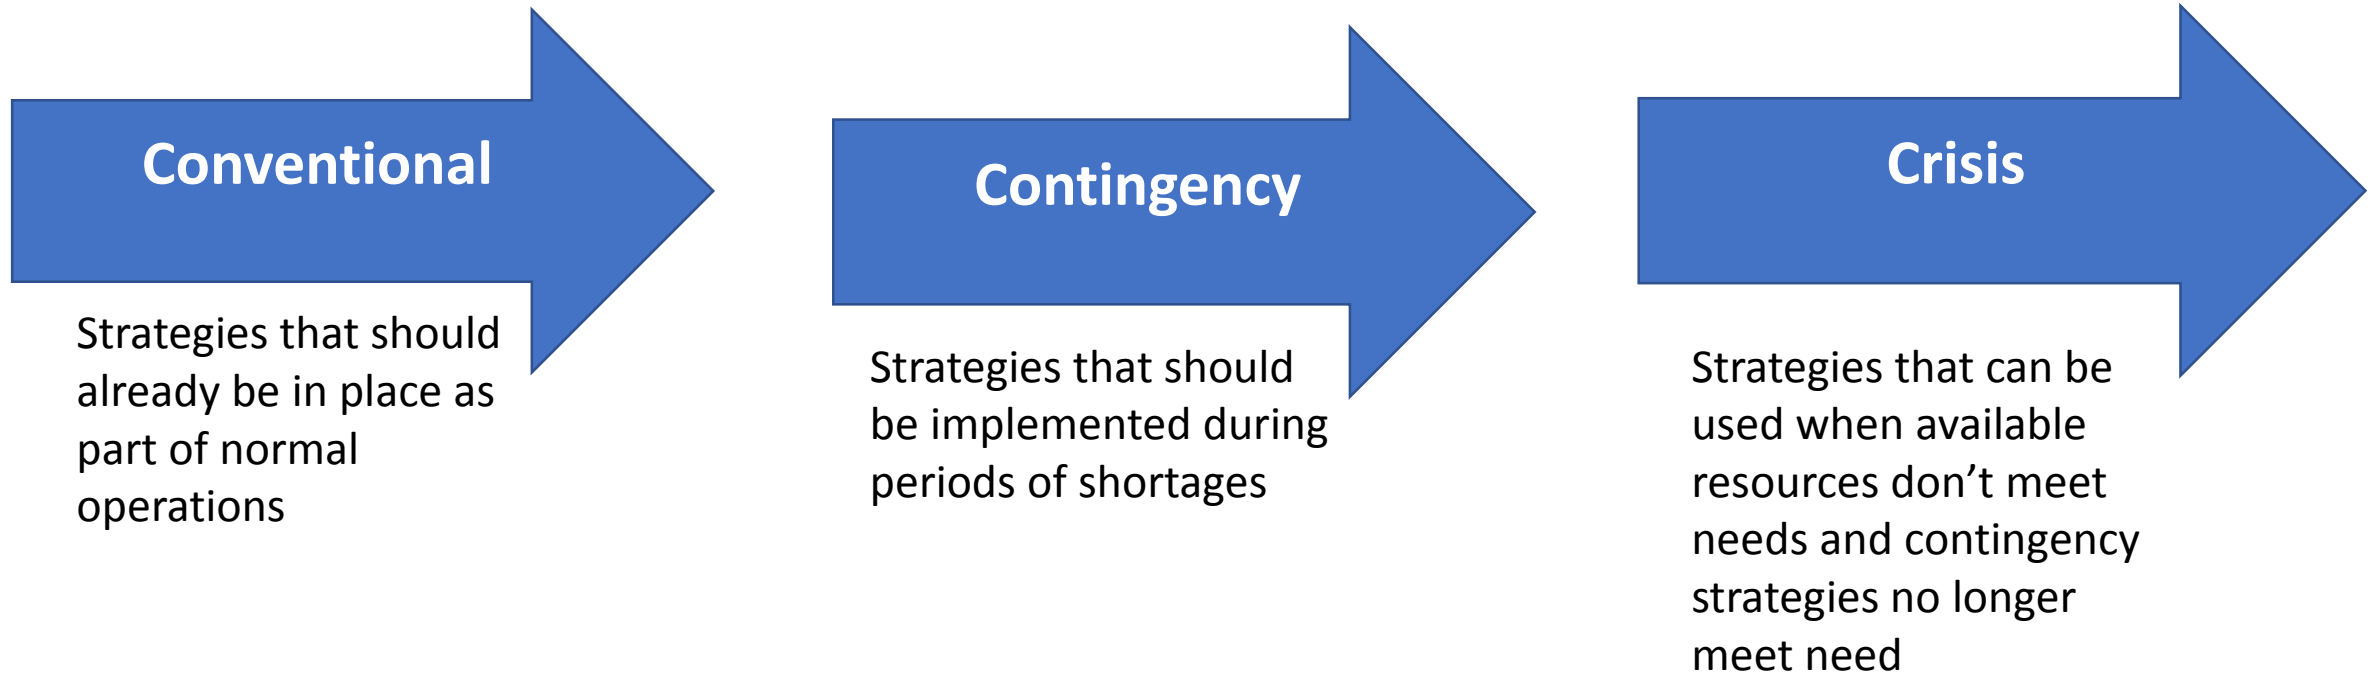 Conventional
Strategies that should
already be in place as
part of normal
operations
Contingency
Strategies that should
be implemented during
periods of shortages
Crisis
Strategies that can be
used when available
resources don’t meet
needs and contingency
strategies no longer
meet need